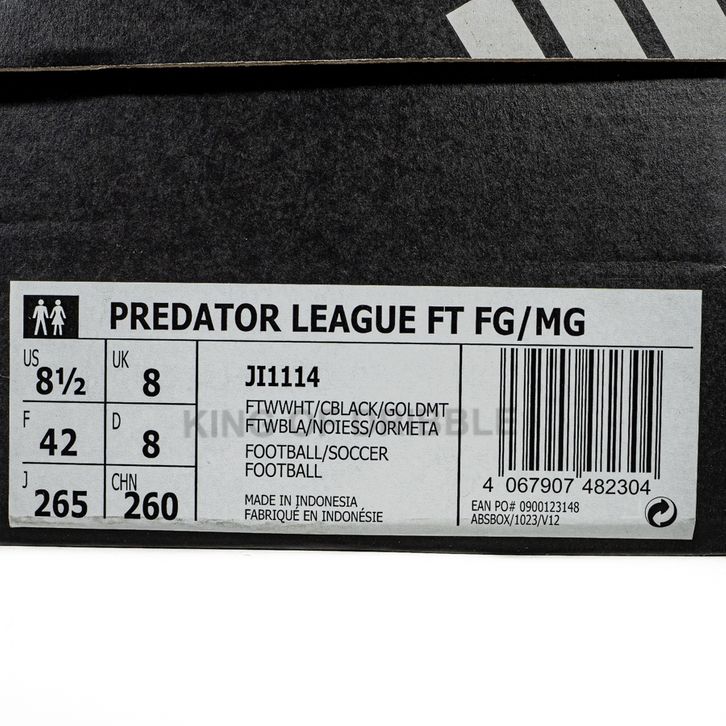 PREDATOR LEAGUE FT FG/MG
US 8½ UK 8
F 42 D 8
J 265 CHN 260
JI1114
FTWWHT/CBLACK/GOLDMT
FTWBLA/NOIESS/ORMETA
FOOTBALL/SOCCER
FOOTBALL
MADE IN INDONESIA
FABRIQUÉ EN INDONÉSIE
4 067907 482304
EAN PO# 0900123148
ABSBOX/1023/V12